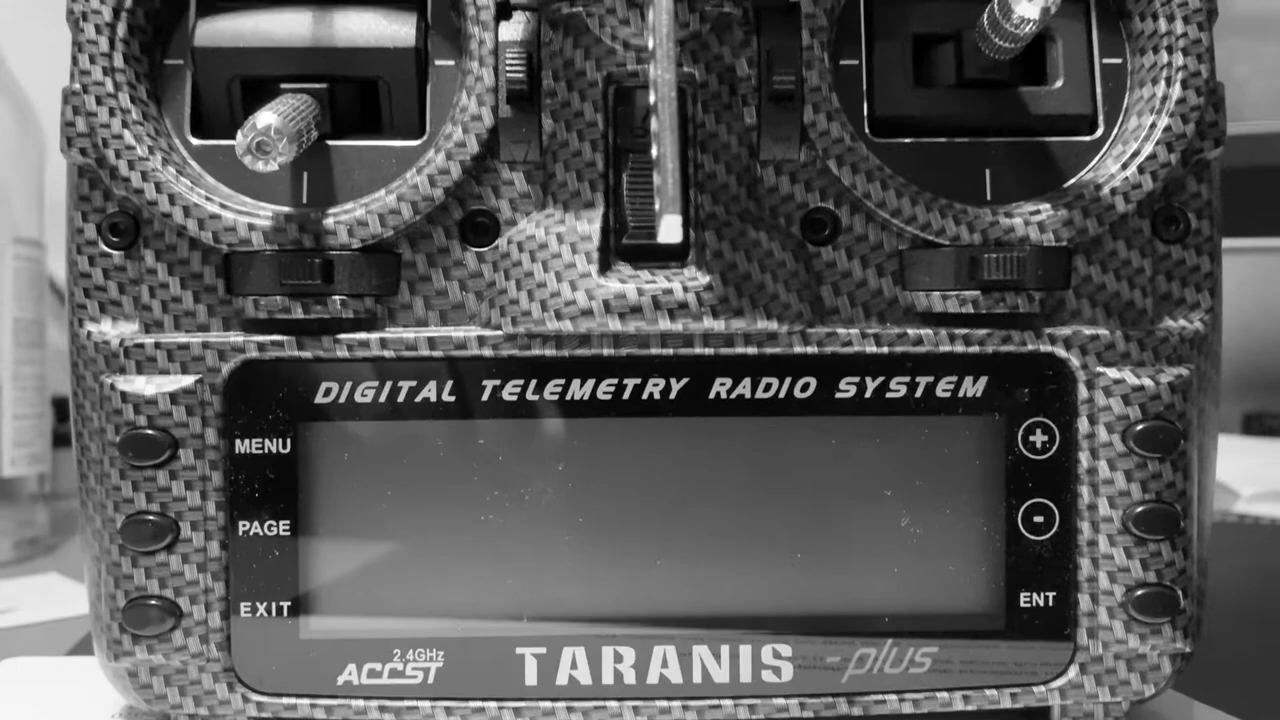 DIGITAL TELEMETRY RADIO SYSTEM
MENU
+
PAGE
-
EXIT
ENT
2.4GHz
ACCST
TARANIS -plus